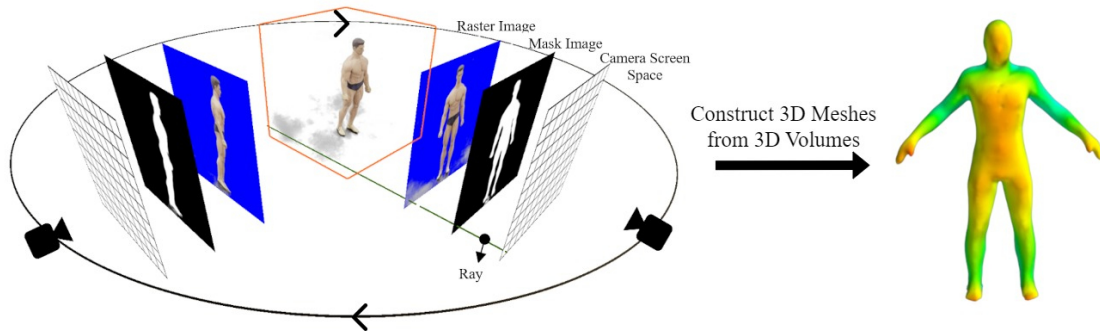 Raster Image
Mask Image
Camera Screen
Space
Ray
Construct 3D Meshes
from 3D Volumes